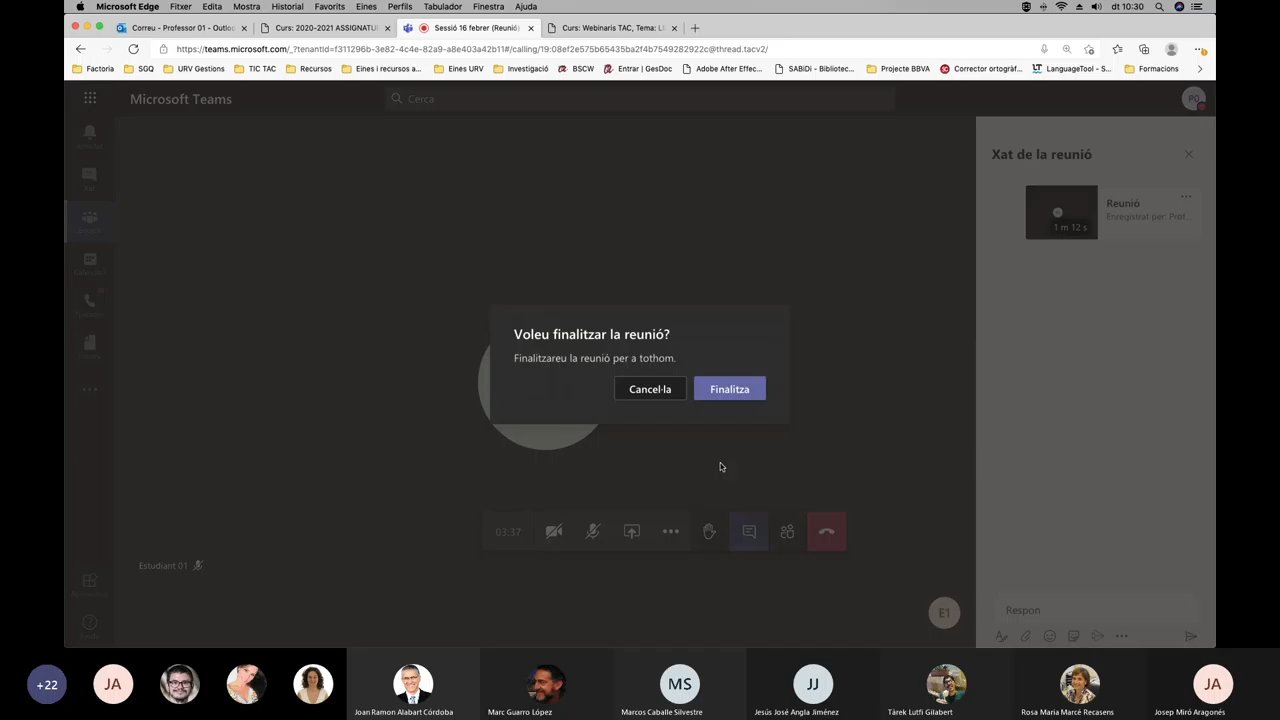 Microsoft Edge Fitxer Edita Mostra Historial Favorits Eines Perfils Tabulador Finestra Ajuda dt 10:30
Correu - Professor 01 - Outlo
Curs: 2020-2021 ASSIGNATU
Sessió 16 febrer (Reunió)
Curs: Webinaris TAC, Tema: Ll
https://teams.microsoft.com/_?tenantId=f311296b-3e82-4c4e-82a9-a8e403a42b11#/calling/19:08ef2e575b65435ba2f4b7549282922c@thread.tacv2/
Factoria SGQ URV Gestions TIC TAC Recursos Eines i recursos a... Eines URV Investigació BSCW Entrar | GesDoc Adobe After Effec... SABiDi - Bibliotec... Projecte BBVA Corrector ortogràf... LanguageTool - S... Formacions
Microsoft Teams
Cerca
Xat de la reunió
Reunió
Enregistrat per: Prof...
1 m 12 s
Voleu finalitzar la reunió?
Finalitzareu la reunió per a tothom.
Cancel·la Finalitza
03:37
Estudiant 01
E1
Respon
+22 JA MS JJ JA
Joan Ramon Alabart Córdoba Marc Guarro López Marcos Caballe Silvestre Jesús José Angla Jiménez Tàrek Lutfi Gilabert Rosa Maria Marcé Recasens Josep Miró Aragonés